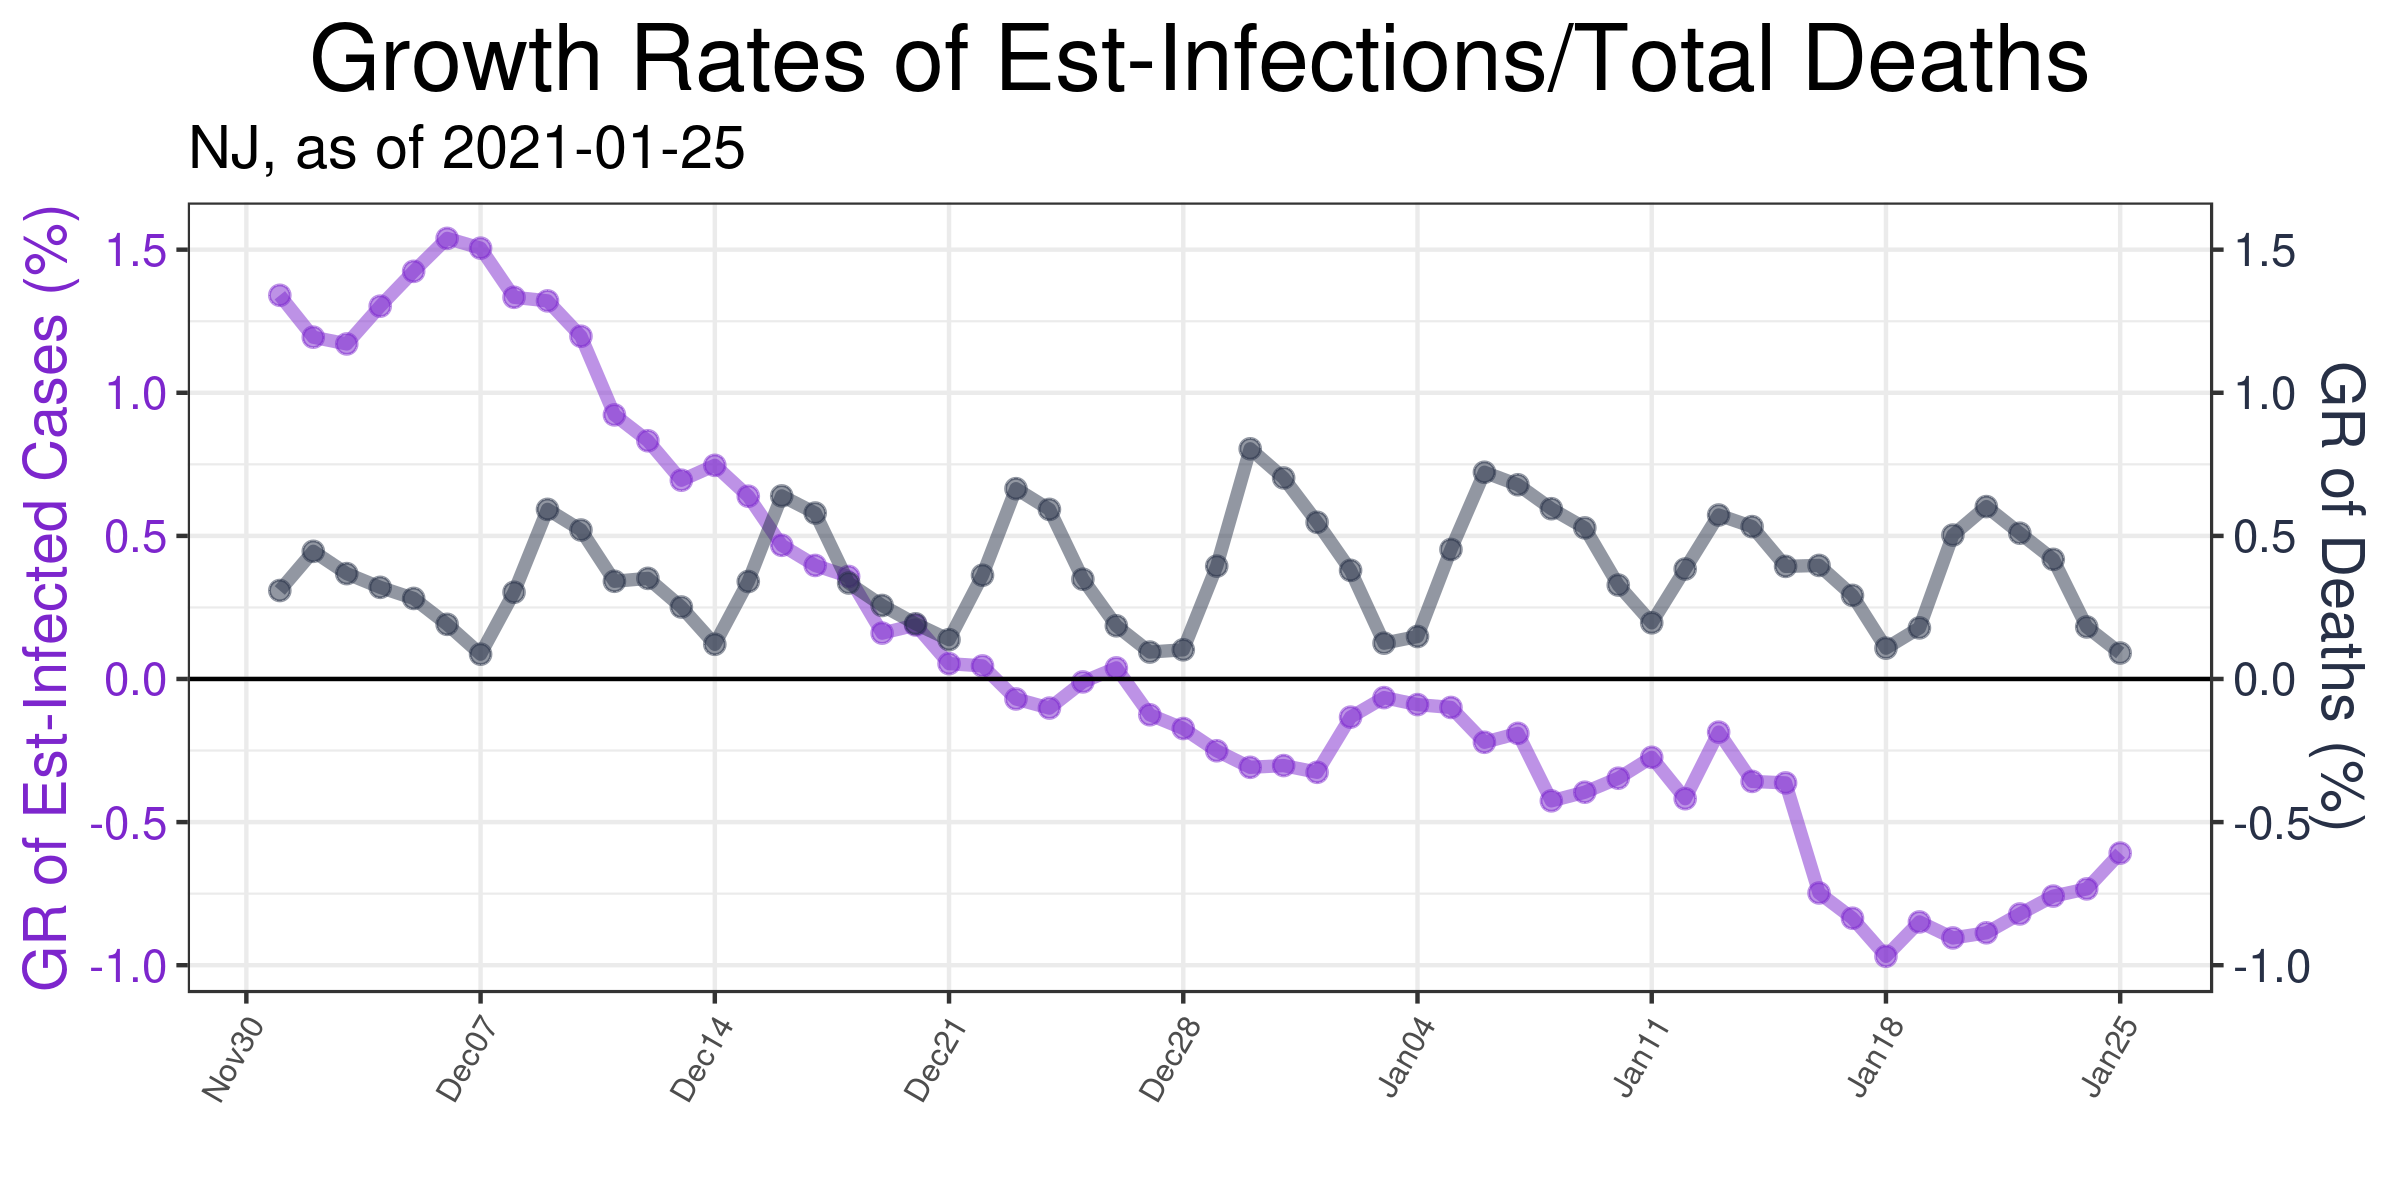 Growth Rates of Est-Infections/Total Deaths
NJ, as of 2021-01-25
GR of Est-Infected Cases (%)
1.5
1.0
0.5
0.0
-0.5
-1.0
1.5
1.0
0.5
0.0
-0.5
-1.0
GR of Deaths (%)
Nov30 Dec07 Dec14 Dec21 Dec28 Jan04 Jan11 Jan18 Jan25